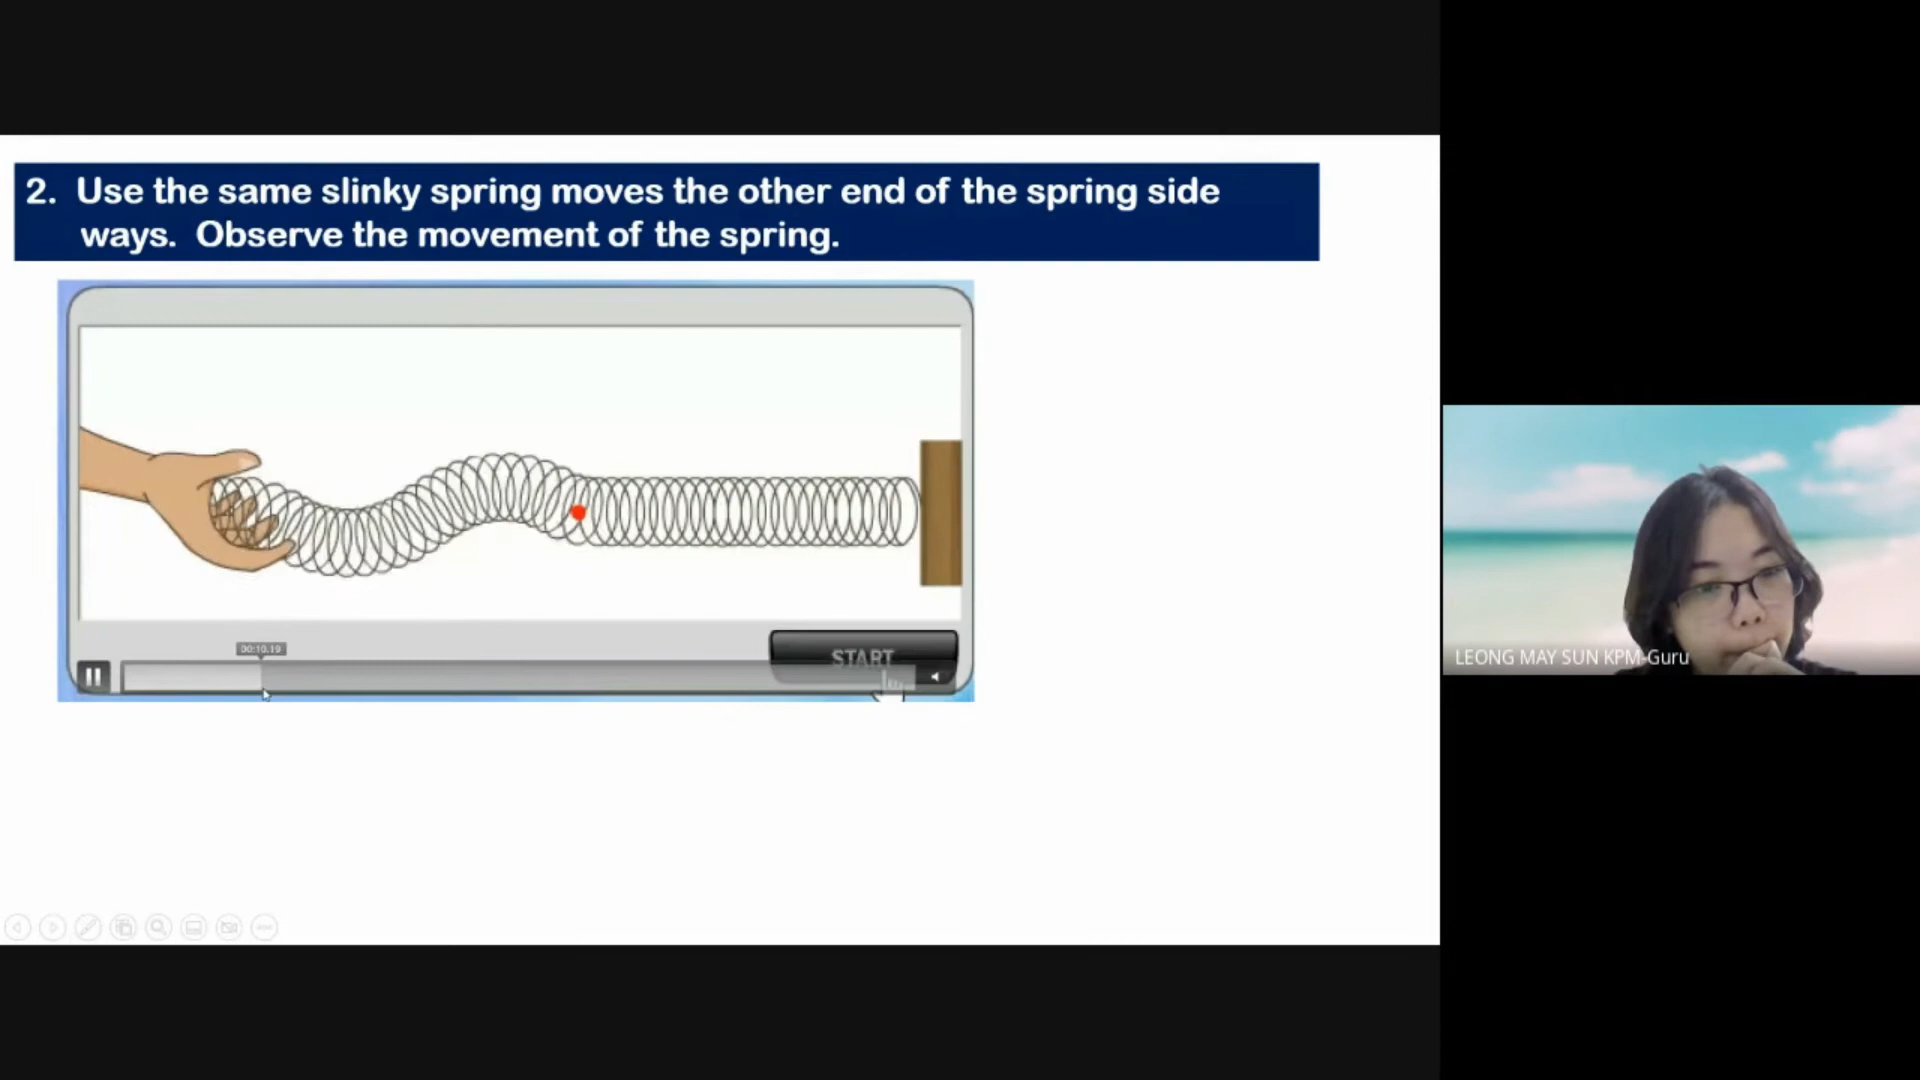 2. Use the same slinky spring moves the other end of the spring side
ways. Observe the movement of the spring.
START
00:10.19
LEONG MAY SUN KPM-Guru